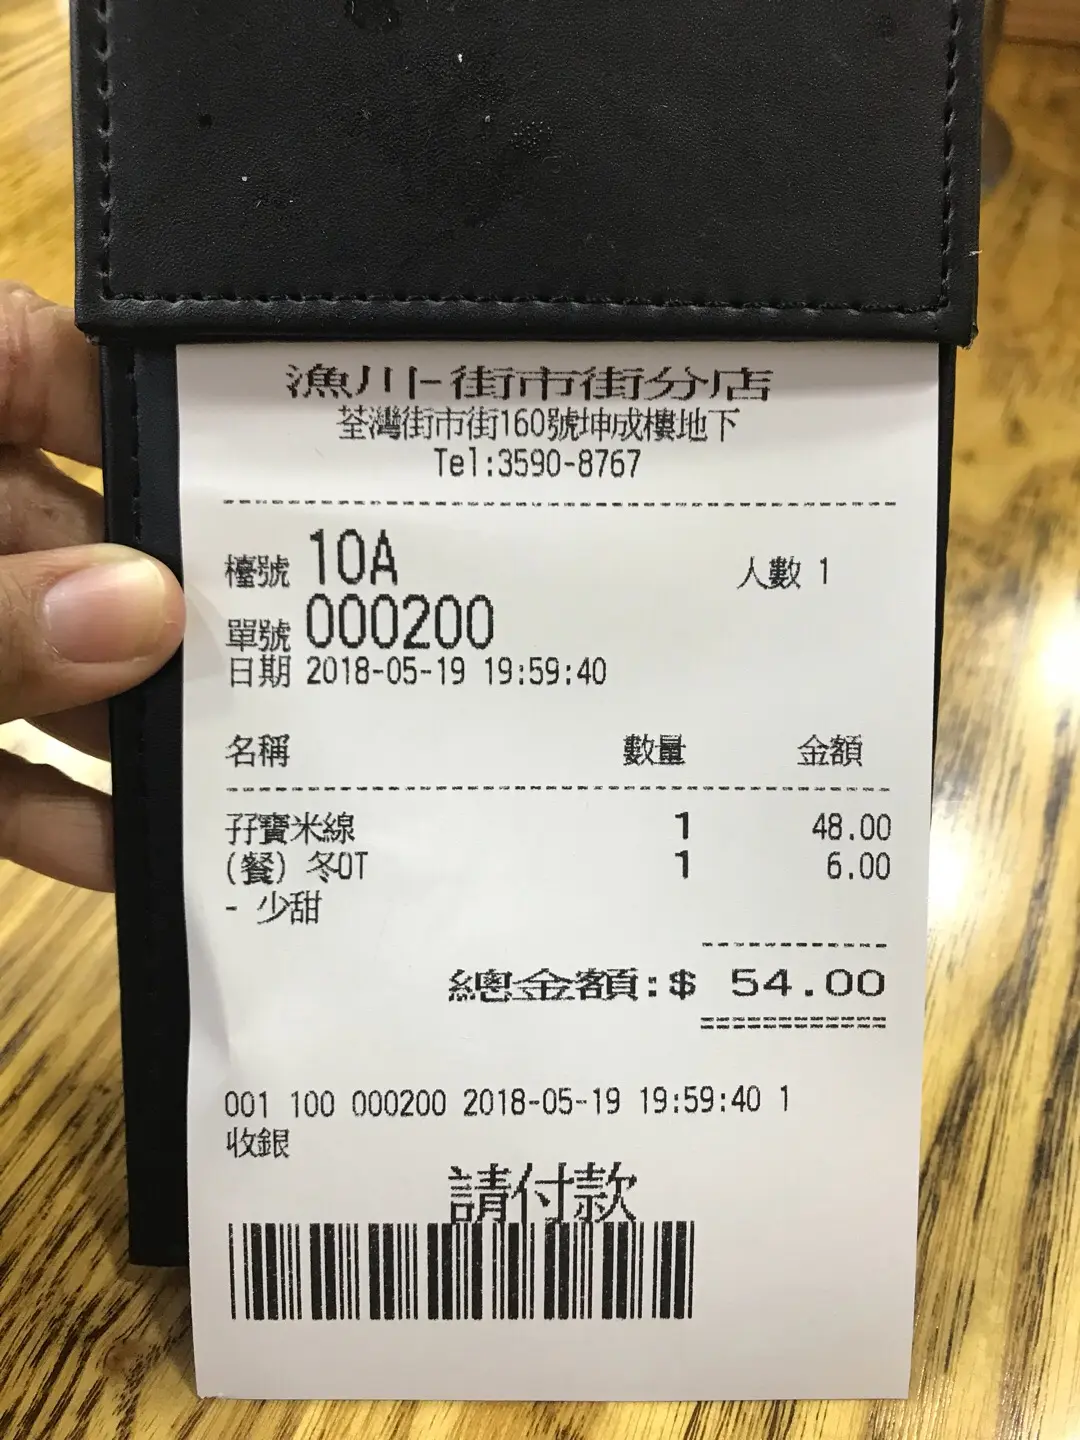 漁川-街市街分店
荃灣街市街160號坤成樓地下
Tel:3590-8767
檯號 10A 人數 1
單號 000200
日期 2018-05-19 19:59:40
名稱 數量 金額
孖寶米線 1 48.00
(餐) 冬OT 1 6.00
- 少甜
總金額:$ 54.00
001 100 000200 2018-05-19 19:59:40 1
收銀
請付款